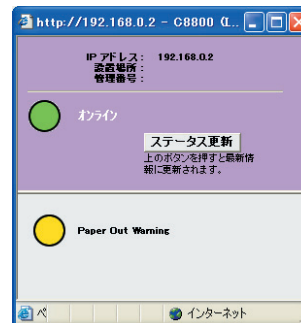 http://192.168.0.2 - C8800 (I...
IP アドレス： 192.168.0.2
設置場所：
管理番号：
オンライン
ステータス更新
上のボタンを押すと最新情
報に更新されます。
Paper Out Warning
ペ
インターネット